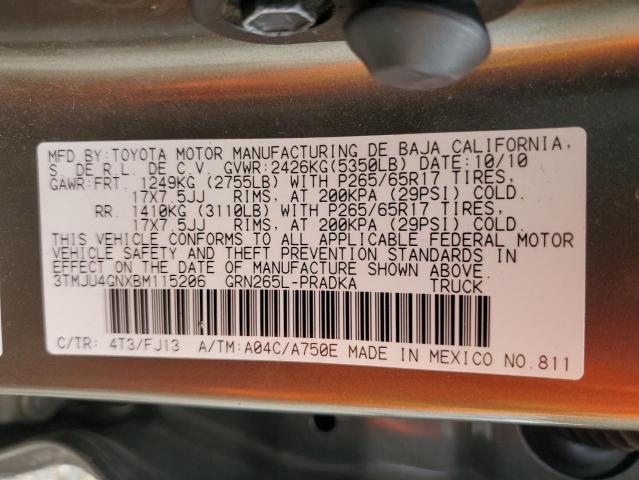 MFD.BY:TOYOTA MOTOR MANUFACTURING DE BAJA CALIFORNIA,
S. DE R.L. DE C.V. GVWR:2426KG(5350LB) DATE:10/10
GAWR:FRT. 1249KG (2755LB) WITH P265/65R17 TIRES,
17X7.5JJ RIMS, AT 200KPA (29PSI) COLD.
RR. 1410KG (3110LB) WITH P265/65R17 TIRES,
17X7.5JJ RIMS, AT 200KPA (29PSI) COLD.
THIS VEHICLE CONFORMS TO ALL APPLICABLE FEDERAL MOTOR
VEHICLE SAFETY AND THEFT PREVENTION STANDARDS IN
EFFECT ON THE DATE OF MANUFACTURE SHOWN ABOVE.
3TMJU4GNXBM115206 GRN265L-PRADKA TRUCK
C/TR: 4T3/FJ13 A/TM:A04C/A750E MADE IN MEXICO NO.811